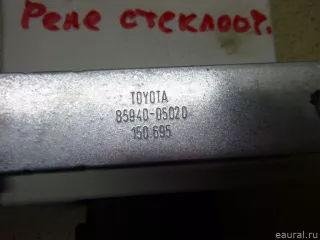 Реле стеклооч.
TOYOTA
85940-05020
150.695
eaural.ru